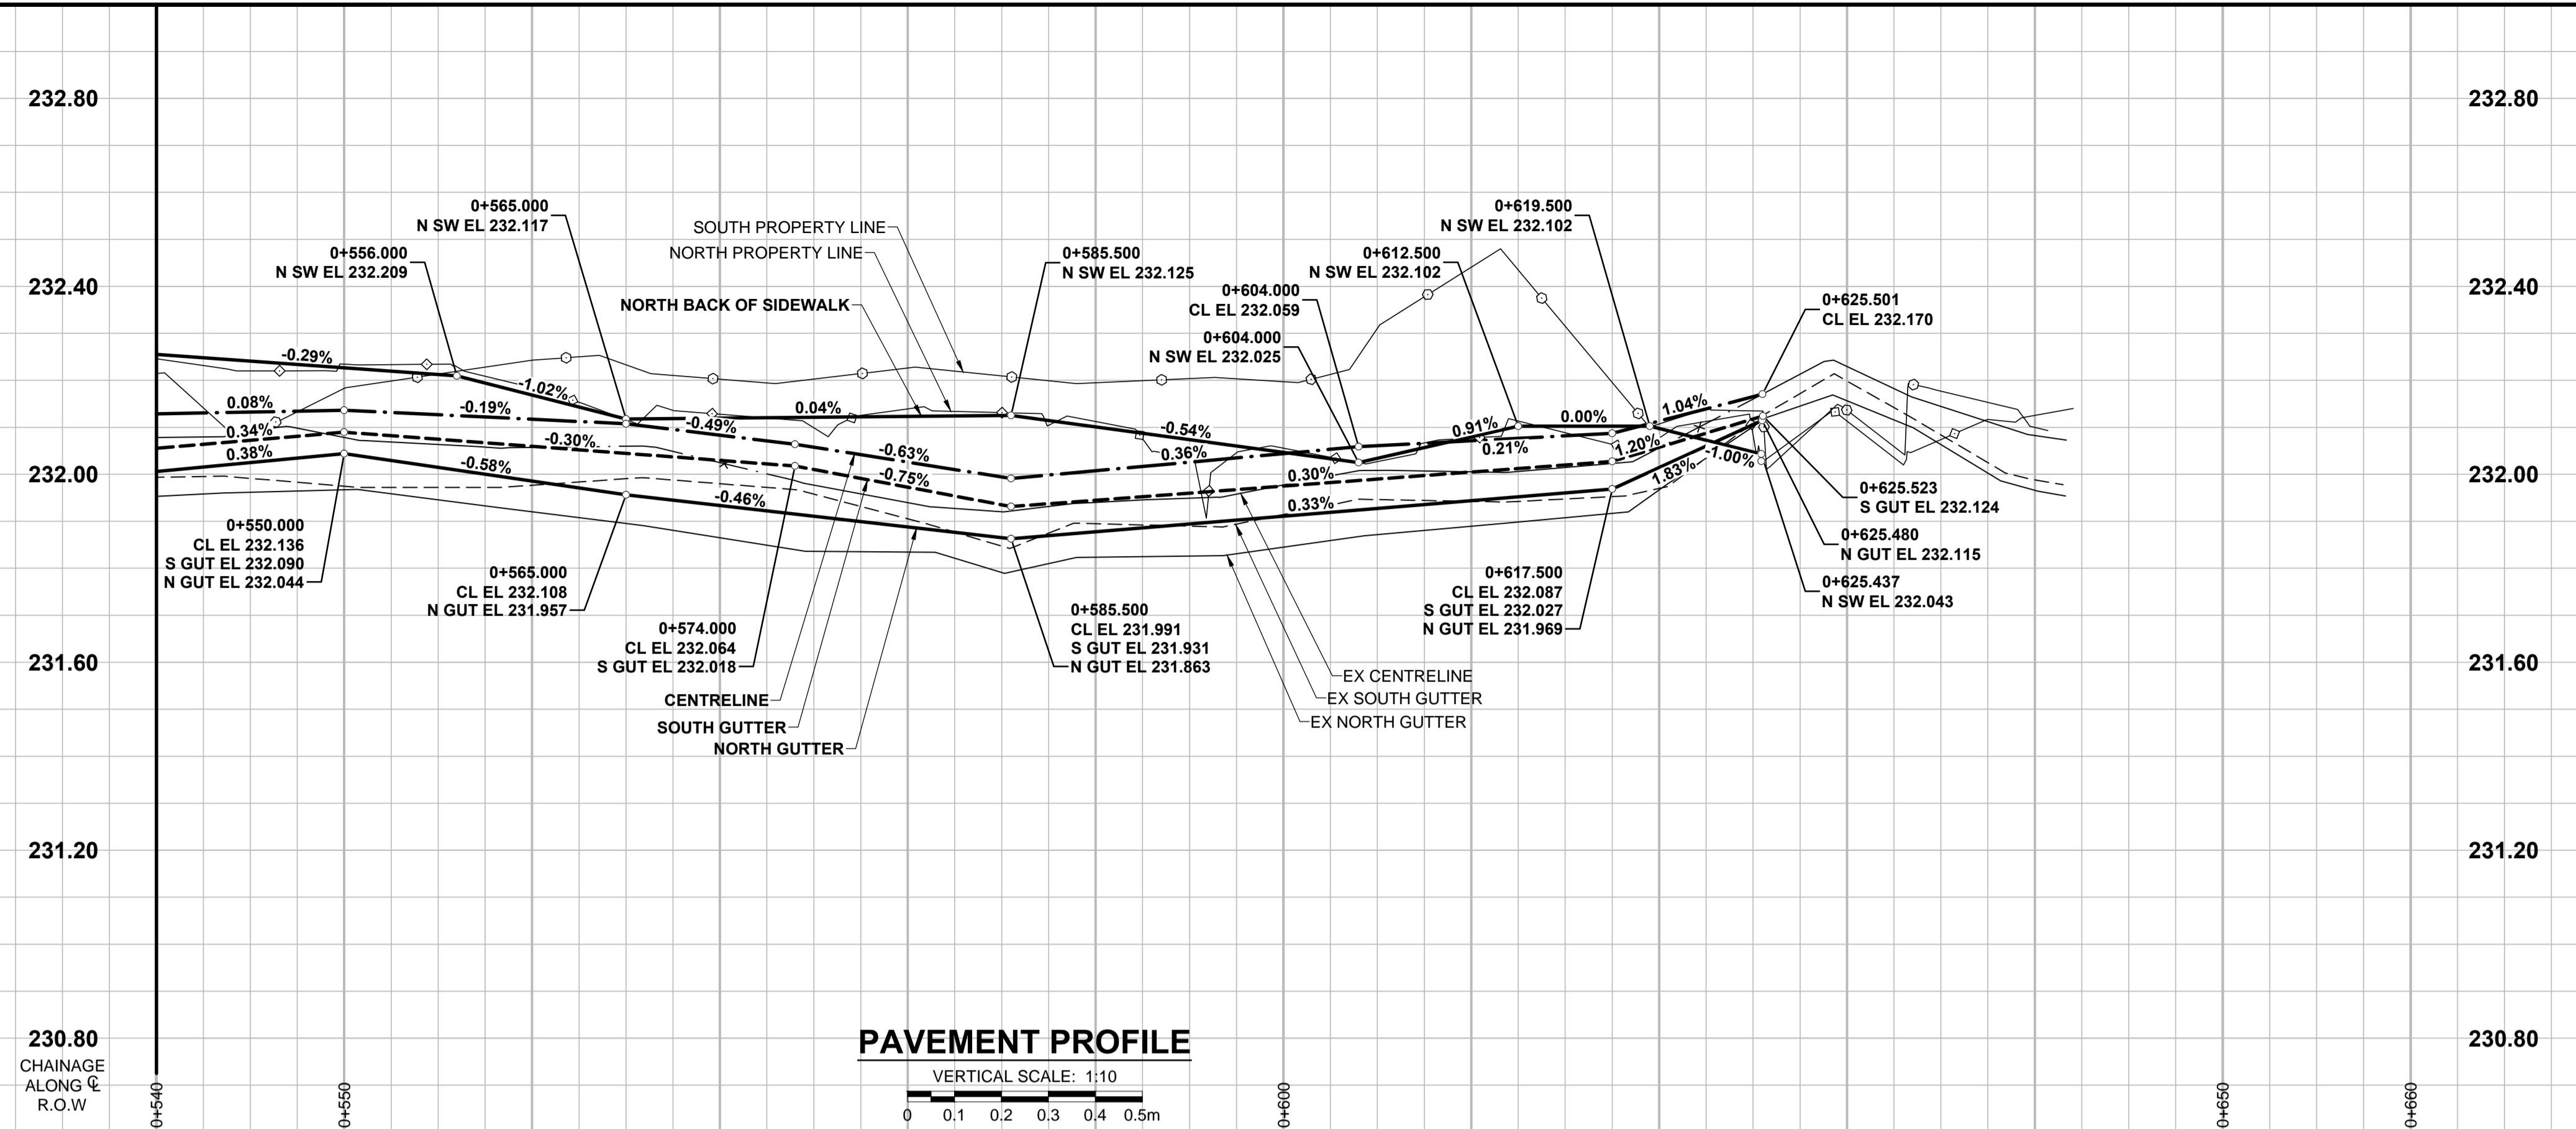 232.80
232.80
0+565.000
N SW EL 232.117
0+619.500
N SW EL 232.102
SOUTH PROPERTY LINE
NORTH PROPERTY LINE
0+556.000
N SW EL 232.209
0+585.500
N SW EL 232.125
0+612.500
N SW EL 232.102
232.40
232.40
0+604.000
CL EL 232.059
NORTH BACK OF SIDEWALK
0+625.501
CL EL 232.170
0+604.000
N SW EL 232.025
-0.29%
-1.02%
0.08%
-0.19%
0.04%
1.04%
0.34%
-0.49%
-0.54%
0.91%
0.00%
0.38%
-0.30%
-0.63%
0.36%
0.21%
1.20%
-1.00%
-0.58%
-0.75%
0.30%
1.83%
232.00
232.00
-0.46%
0.33%
0+625.523
S GUT EL 232.124
0+550.000
CL EL 232.136
S GUT EL 232.090
N GUT EL 232.044
0+625.480
N GUT EL 232.115
0+565.000
CL EL 232.108
N GUT EL 231.957
0+617.500
CL EL 232.087
S GUT EL 232.027
N GUT EL 231.969
0+625.437
N SW EL 232.043
0+574.000
CL EL 232.064
S GUT EL 232.018
0+585.500
CL EL 231.991
S GUT EL 231.931
N GUT EL 231.863
231.60
231.60
EX CENTRELINE
EX SOUTH GUTTER
EX NORTH GUTTER
CENTRELINE
SOUTH GUTTER
NORTH GUTTER
231.20
231.20
230.80
230.80
PAVEMENT PROFILE
VERTICAL SCALE: 1:10
0 0.1 0.2 0.3 0.4 0.5m
CHAINAGE
ALONG ℄
R.O.W
0+540
0+550
0+600
0+650
0+660